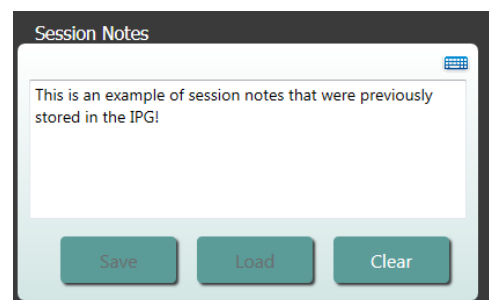 Session Notes
This is an example of session notes that were previously
stored in the IPG!
Save Load Clear